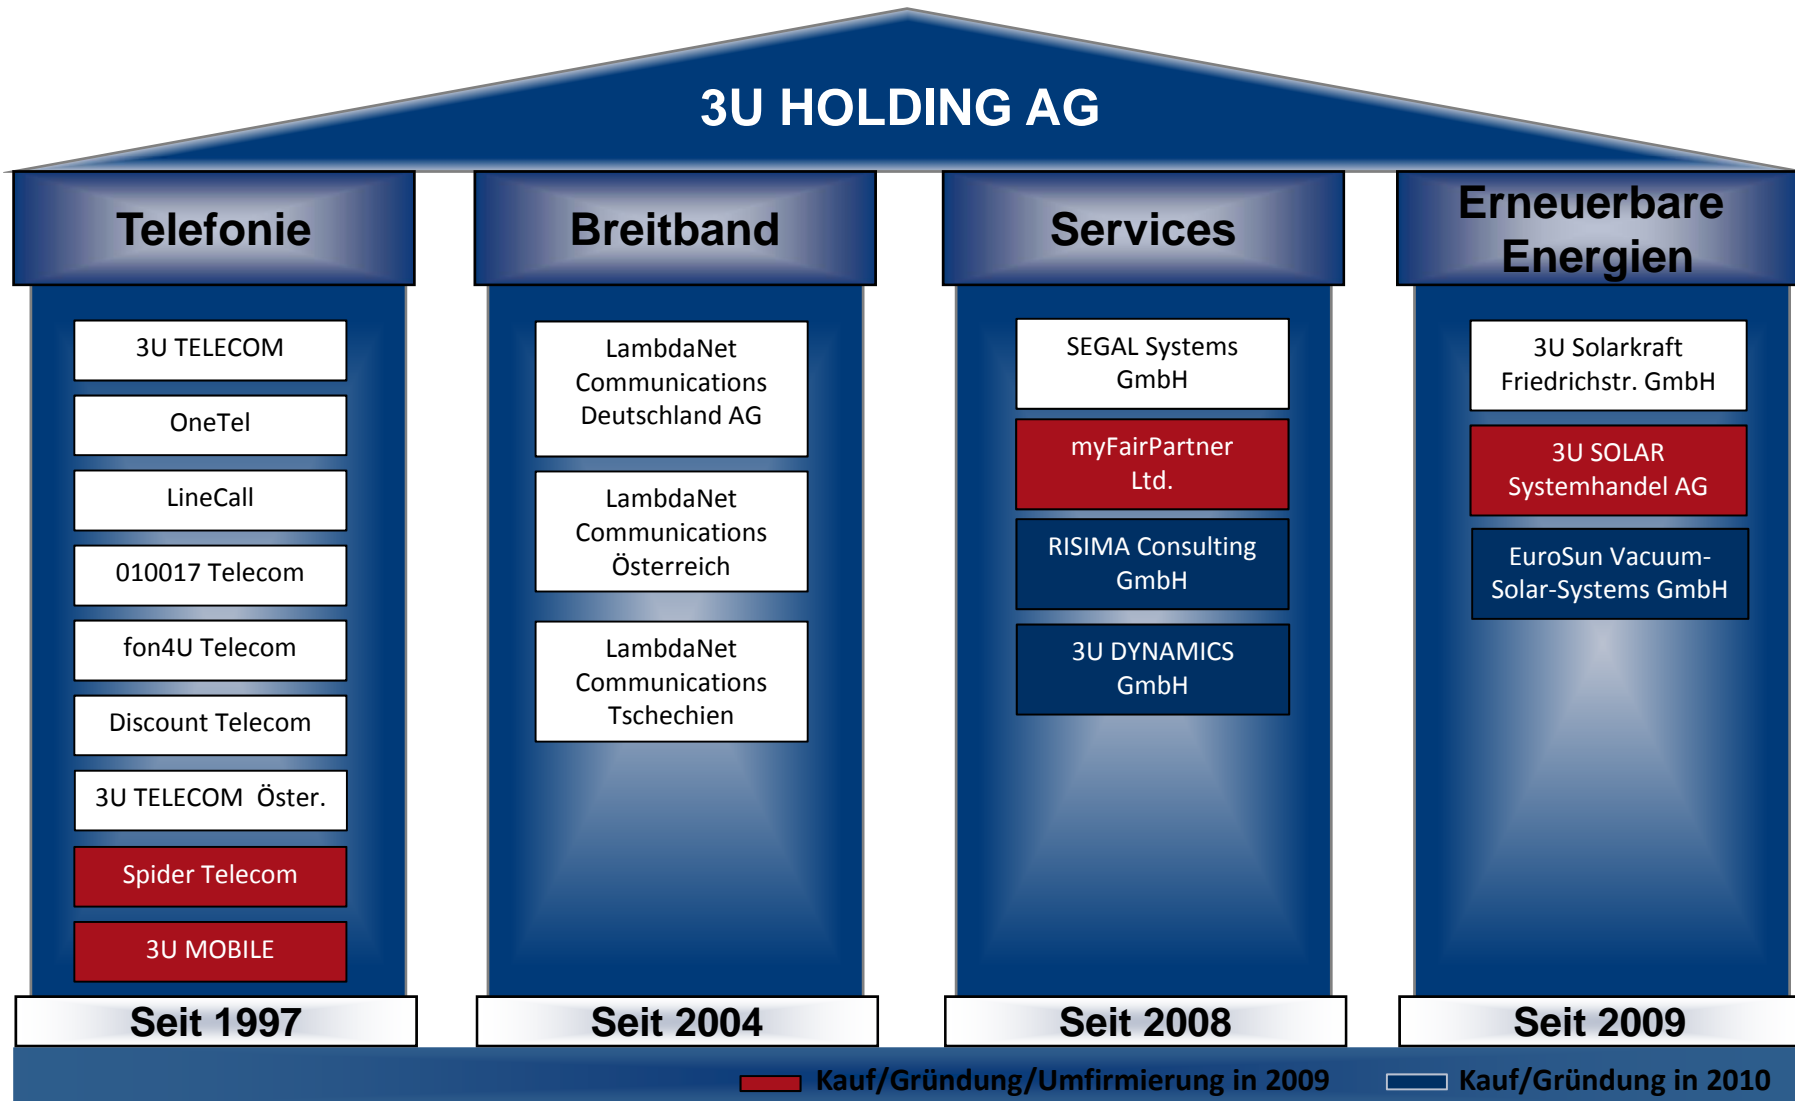 3U HOLDING AG
Telefonie
3U TELECOM
OneTel
LineCall
010017 Telecom
fon4U Telecom
Discount Telecom
3U TELECOM Öster.
Spider Telecom
3U MOBILE
Seit 1997
Breitband
LambdaNet
Communications
Deutschland AG
LambdaNet
Communications
Österreich
LambdaNet
Communications
Tschechien
Seit 2004
Services
SEGAL Systems
GmbH
myFairPartner
Ltd.
RISIMA Consulting
GmbH
3U DYNAMICS
GmbH
Seit 2008
Erneuerbare
Energien
3U Solarkraft
Friedrichstr. GmbH
3U SOLAR
Systemhandel AG
EuroSun Vacuum-
Solar-Systems GmbH
Seit 2009
Kauf/Gründung/Umfirmierung in 2009
Kauf/Gründung in 2010